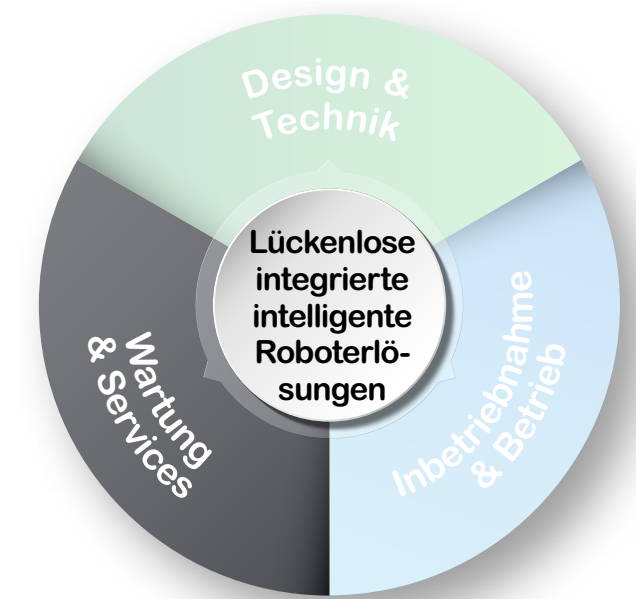 Design &
Technik
Lückenlose
integrierte
intelligente
Roboterlö-
sungen
Wartung
& Services
Inbetriebnahme
& Betrieb